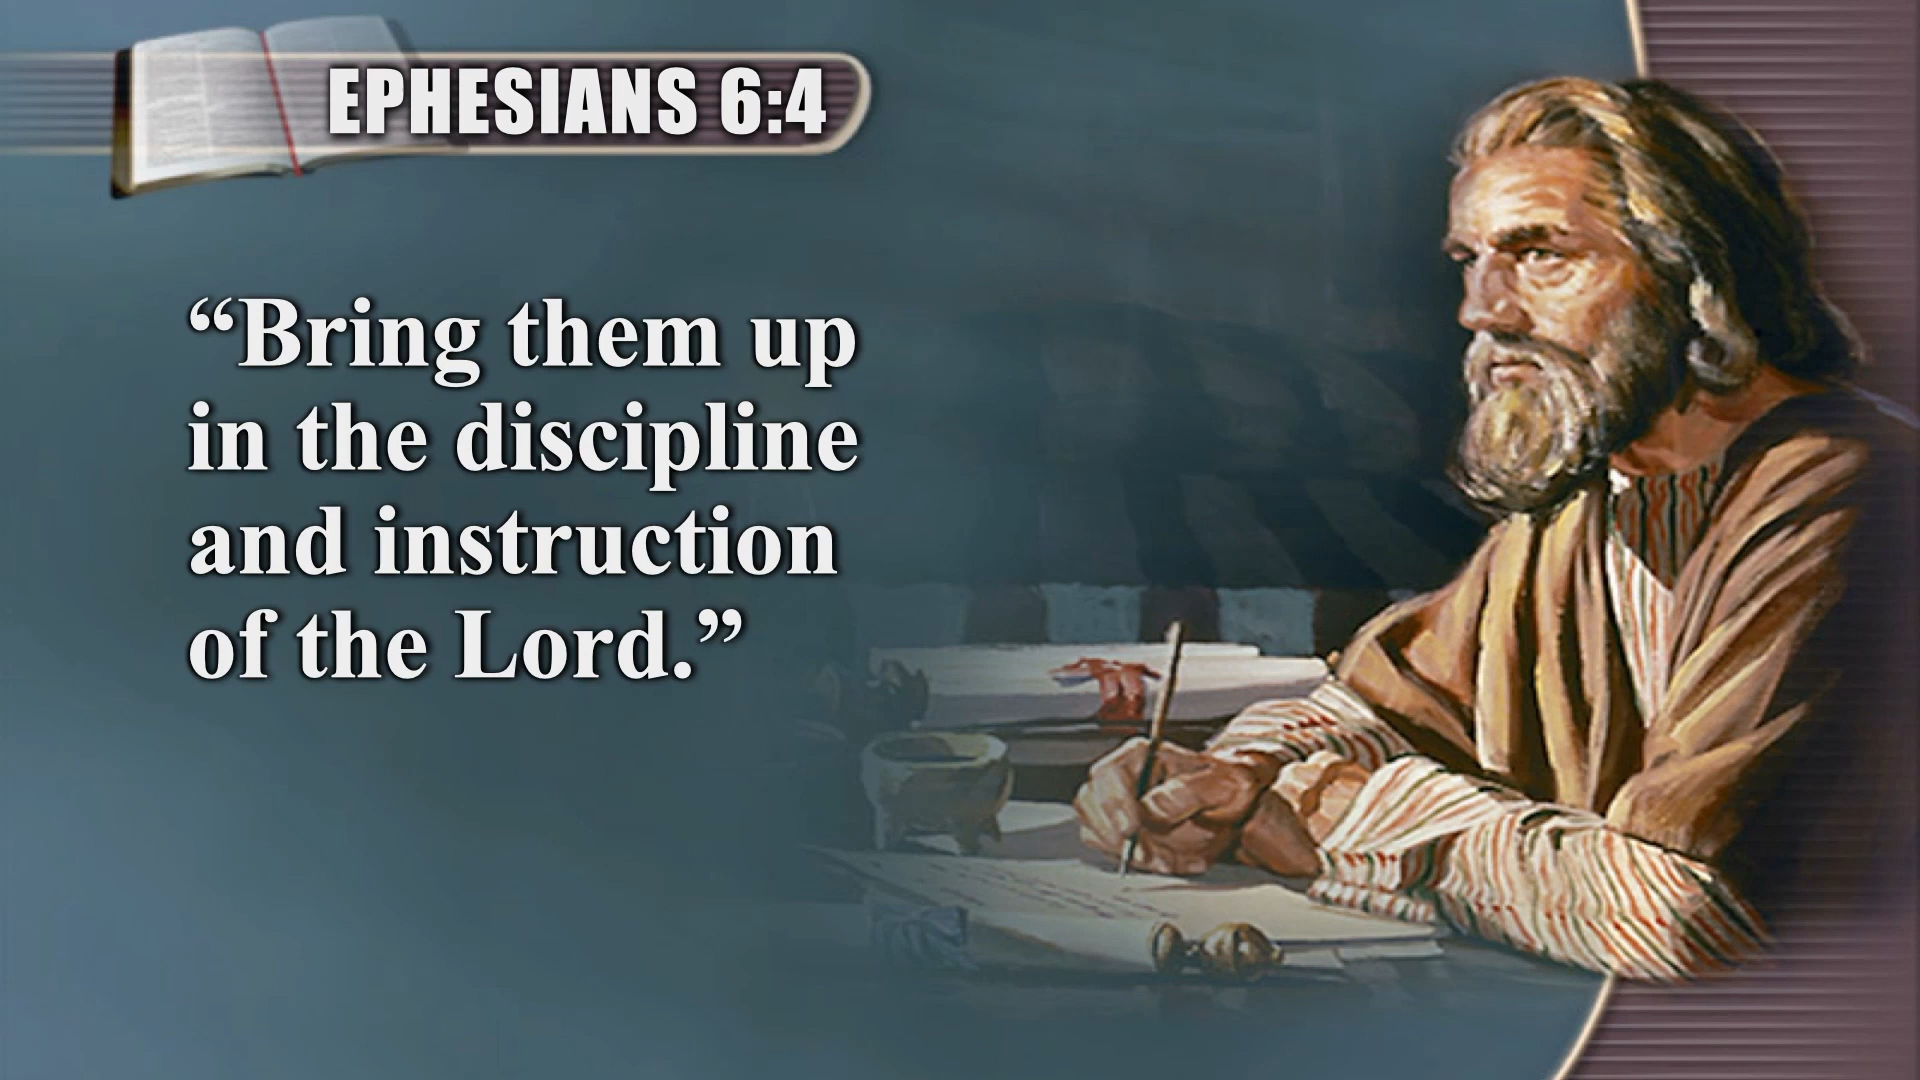 EPHESIANS 6:4
“Bring them up
in the discipline
and instruction
of the Lord.”